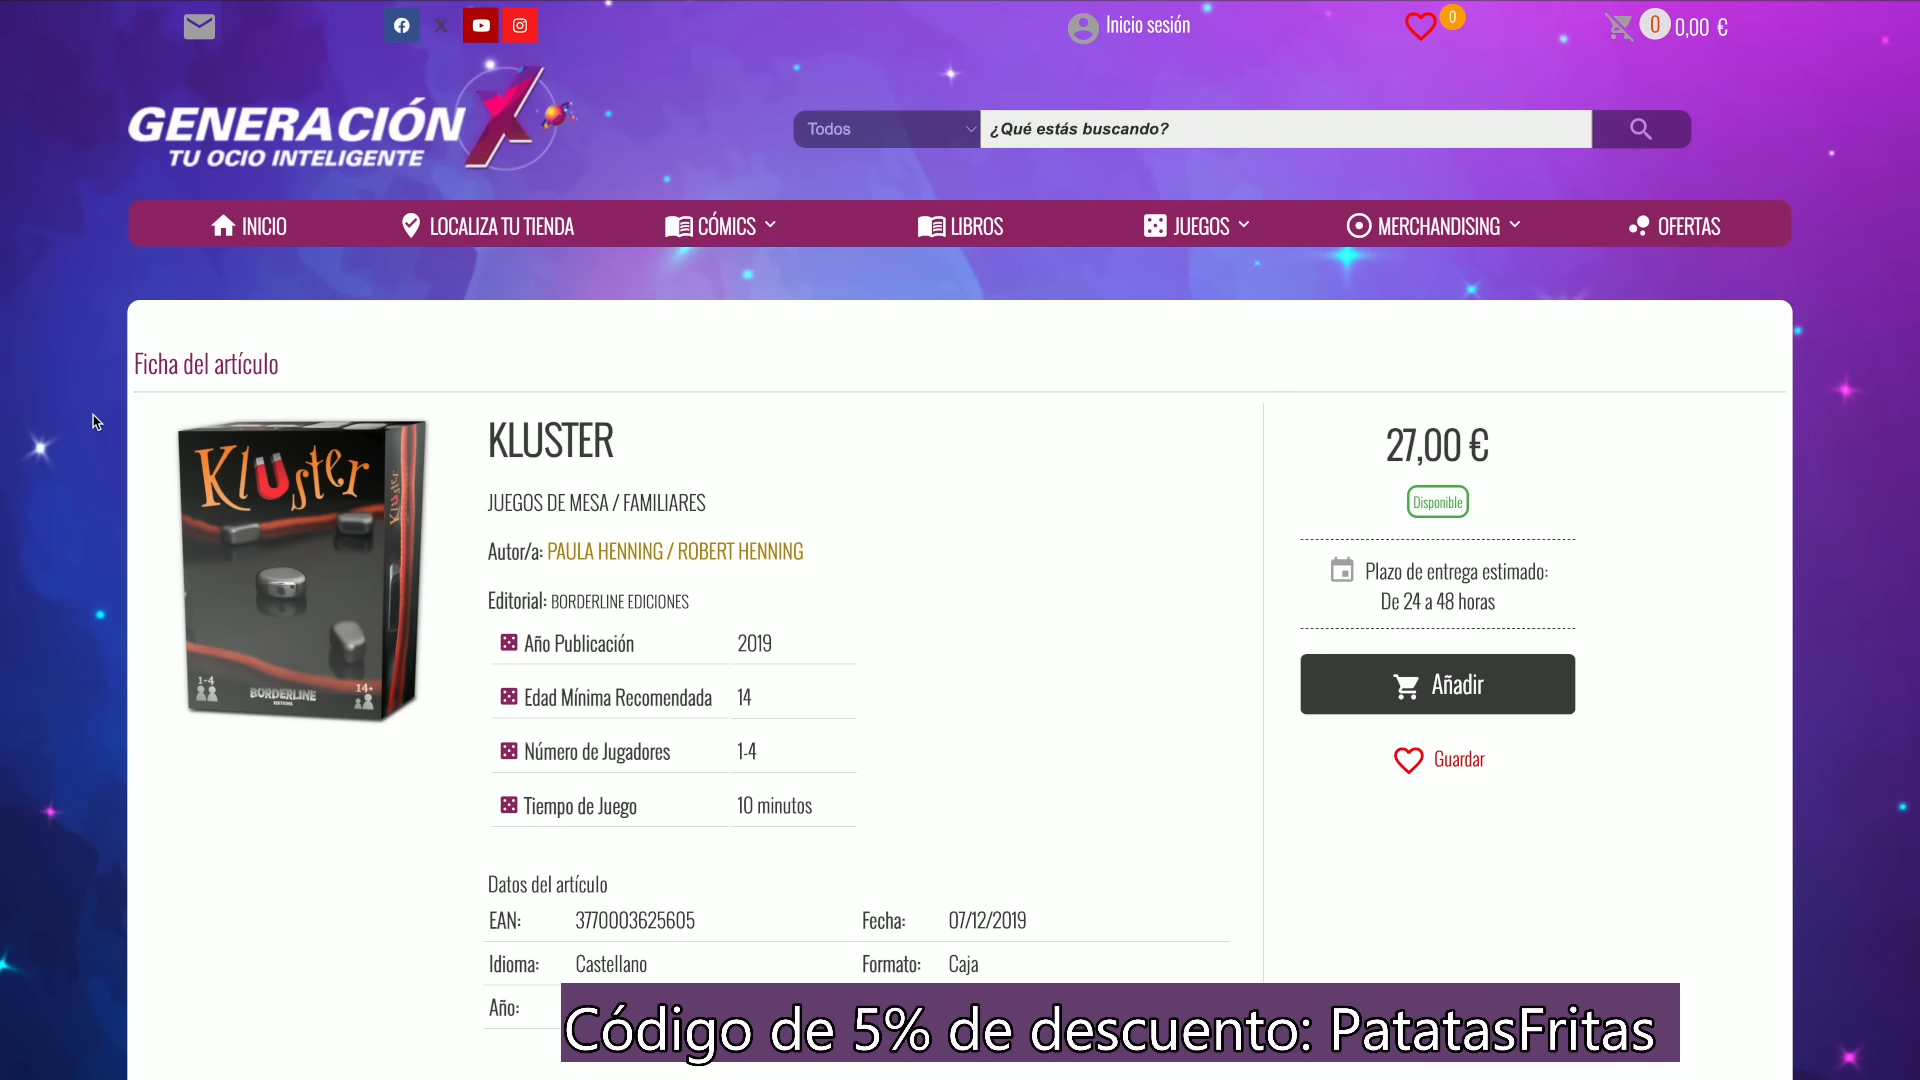 Inicio sesión
0
0
0,00 €
GENERACIÓN X
TU OCIO INTELIGENTE
Todos
¿Qué estás buscando?
INICIO
LOCALIZA TU TIENDA
CÓMICS
LIBROS
JUEGOS
MERCHANDISING
OFERTAS
Ficha del artículo
Kluster
Kluster
1-4
BORDERLINE
EDITIONS
14+
KLUSTER
JUEGOS DE MESA / FAMILIARES
Autor/a: PAULA HENNING / ROBERT HENNING
Editorial: BORDERLINE EDICIONES
Año Publicación 2019
Edad Mínima Recomendada 14
Número de Jugadores 1-4
Tiempo de Juego 10 minutos
27,00 €
Disponible
Plazo de entrega estimado:
De 24 a 48 horas
Añadir
Guardar
Datos del artículo
EAN: 3770003625605 Fecha: 07/12/2019
Idioma: Castellano Formato: Caja
Año:
Código de 5% de descuento: PatatasFritas